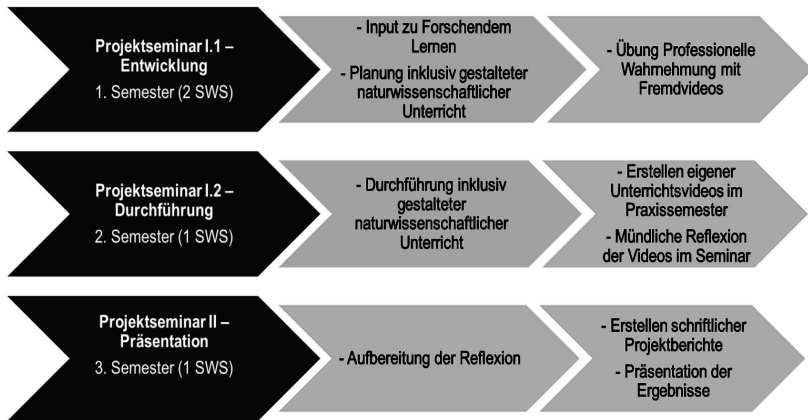 Projektseminar I.1 –
Entwicklung
1. Semester (2 SWS)
- Input zu Forschendem
Lernen
- Planung inklusiv gestalteter
naturwissenschaftlicher
Unterricht
- Übung Professionelle
Wahrnehmung mit
Fremdvideos
Projektseminar I.2 –
Durchführung
2. Semester (1 SWS)
- Durchführung inklusiv
gestalteter
naturwissenschaftlicher
Unterricht
- Erstellen eigener
Unterrichtsvideos im
Praxissemester
- Mündliche Reflexion
der Videos im Seminar
Projektseminar II –
Präsentation
3. Semester (1 SWS)
- Aufbereitung der Reflexion
- Erstellen schriftlicher
Projektberichte
- Präsentation der
Ergebnisse